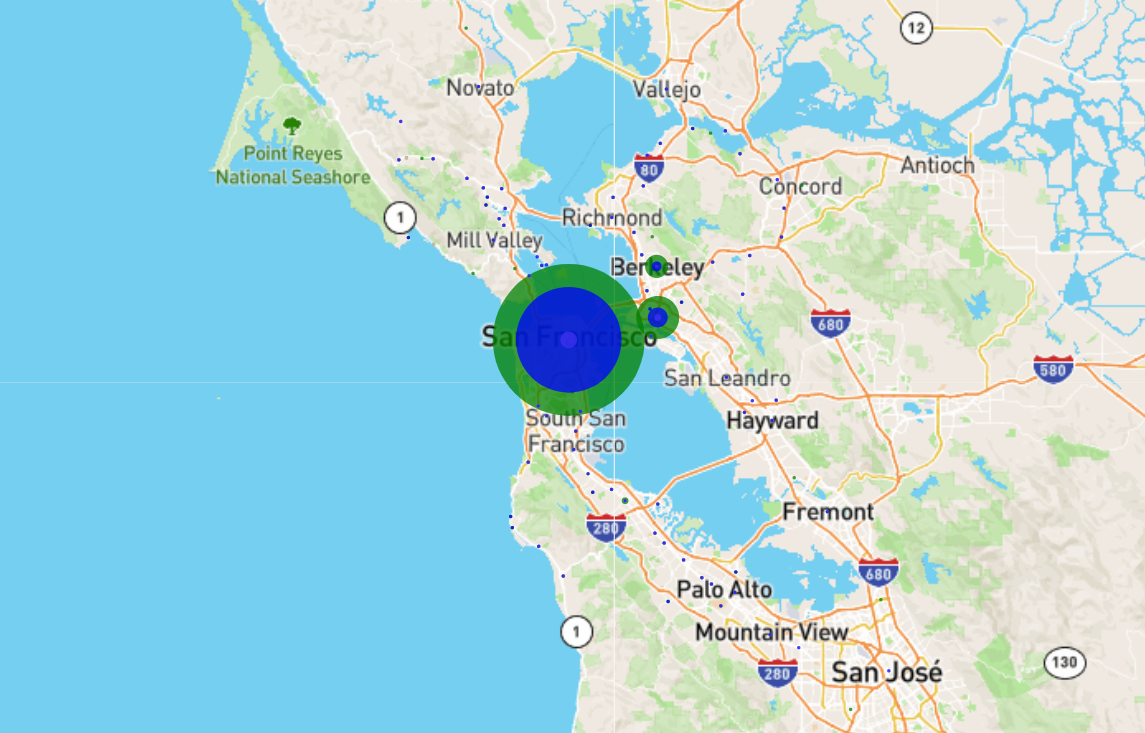 12
Novato
Vallejo
Point Reyes
National Seashore
80
Antioch
Concord
1
Richmond
Mill Valley
Berkeley
680
San Francisco
580
San Leandro
South San
Francisco
Hayward
Fremont
280
680
Palo Alto
1
Mountain View
130
280
San José